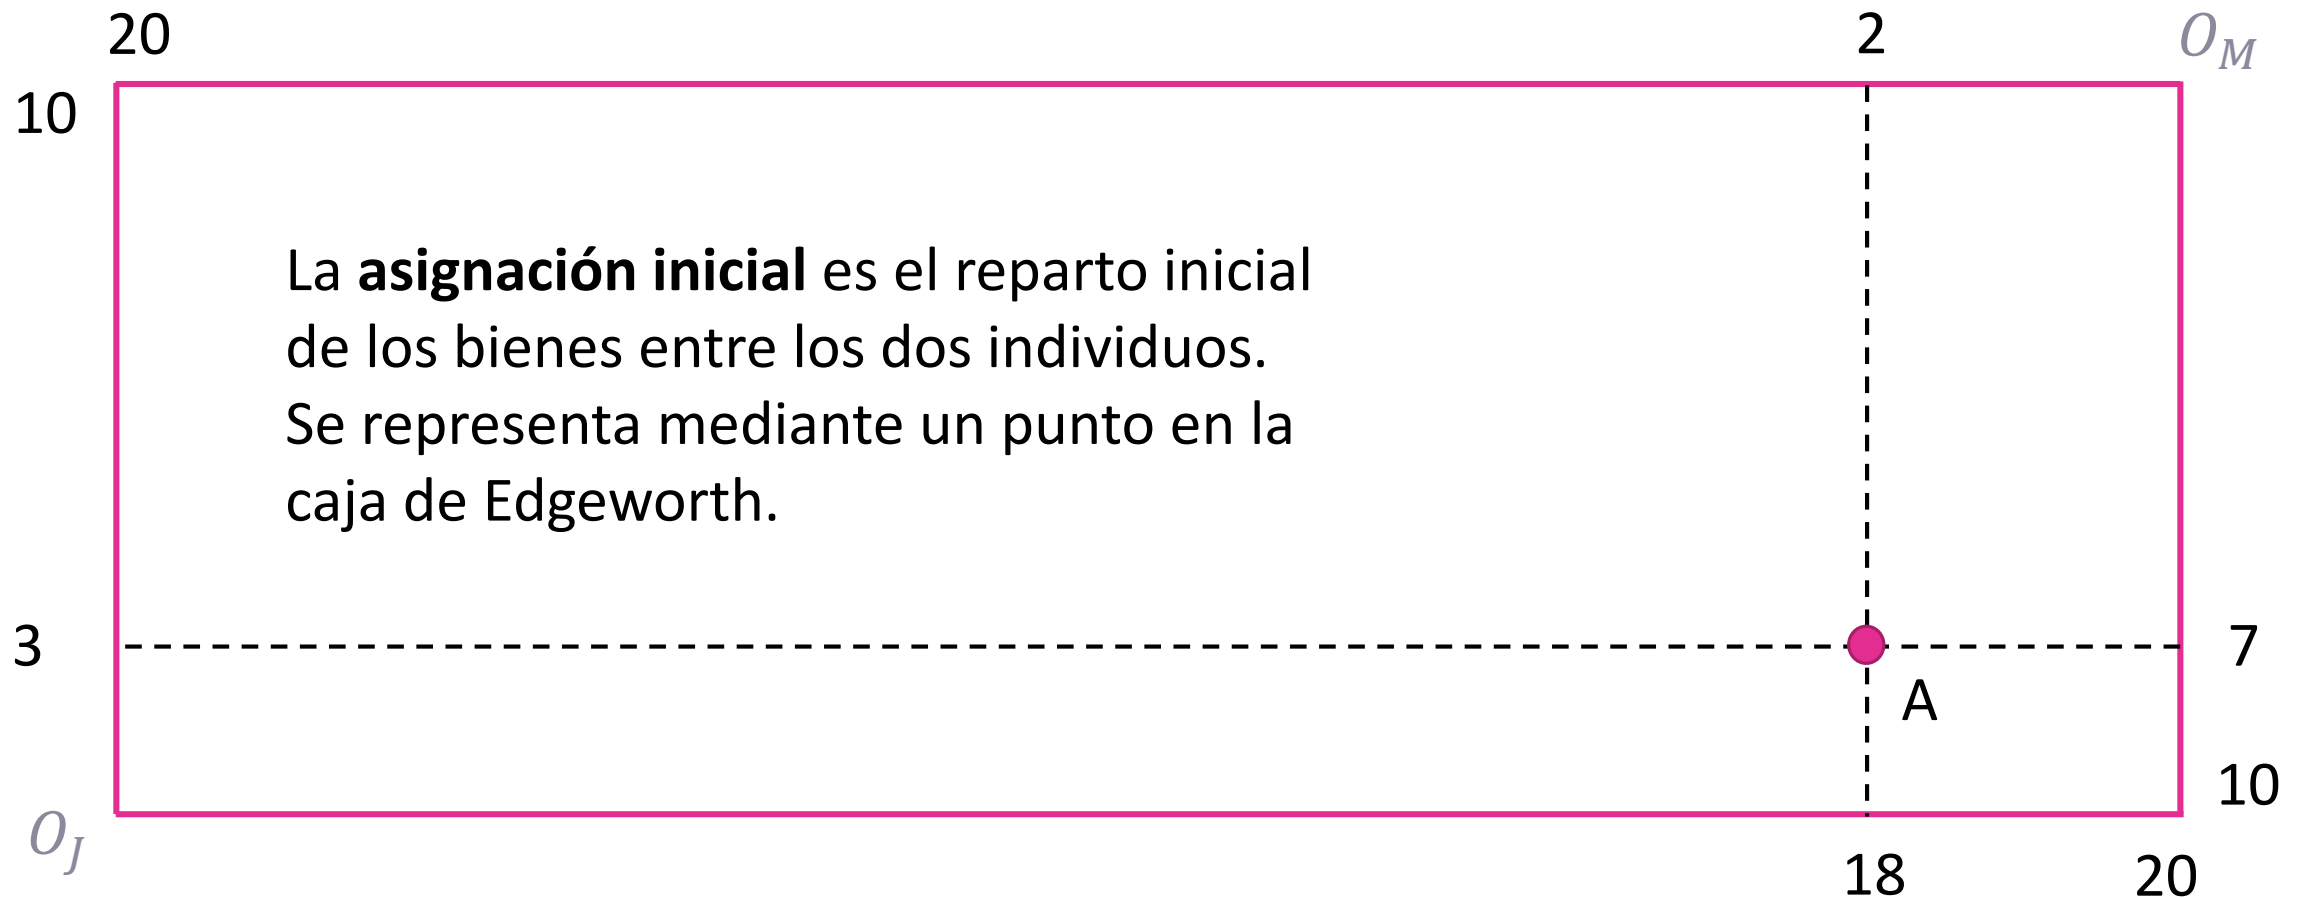 20 2 O_M
10
La asignación inicial es el reparto inicial
de los bienes entre los dos individuos.
Se representa mediante un punto en la
caja de Edgeworth.
3 7
A
10
O_J
18 20